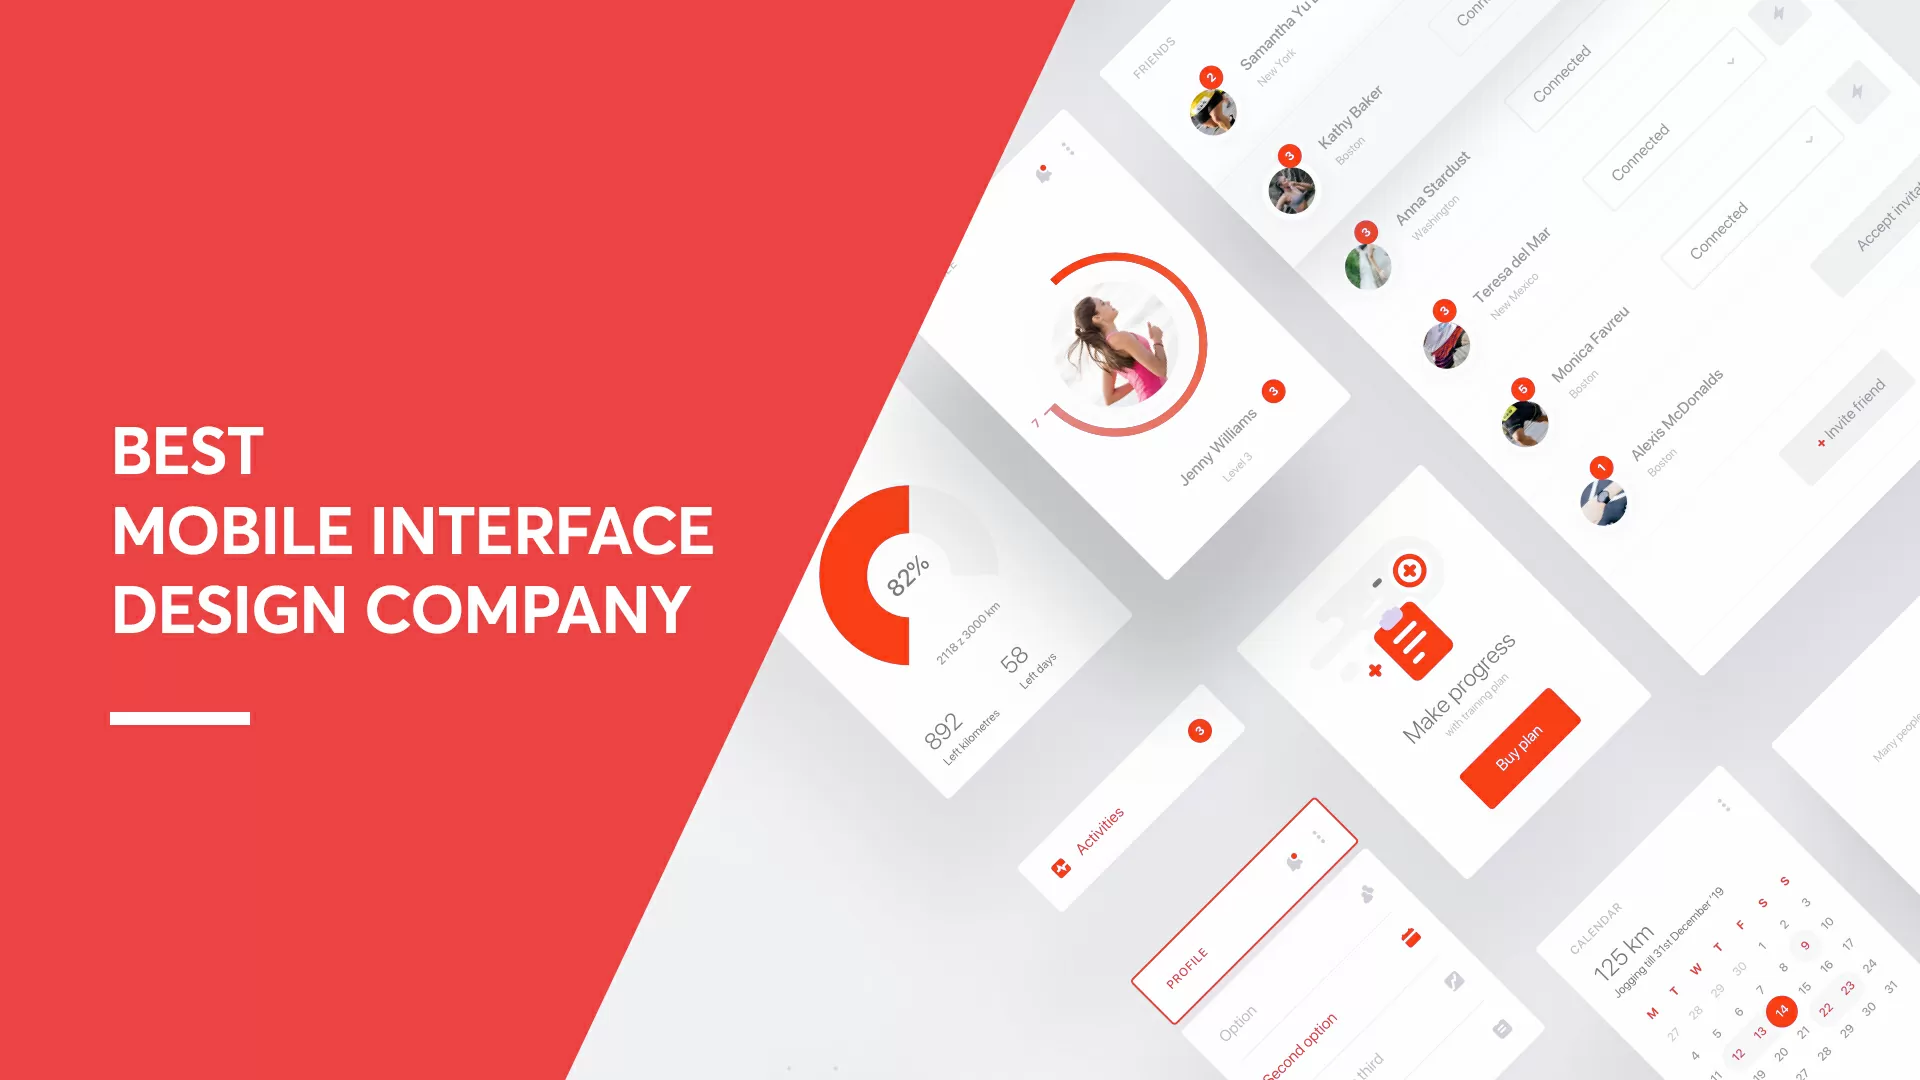 BEST
MOBILE INTERFACE
DESIGN COMPANY
FRIENDS
2
Samantha Yu
New York
3
Kathy Baker
Boston
Connected
3
Anna Stardust
Washington
Connected
3
Teresa del Mar
New Mexico
Connected
5
Monica Favreu
Boston
Accept
1
Alexis McDonalds
Boston
+ Invite friend
7
Jenny Williams
3
Level 3
82%
2118 z 3000 km
58
Left days
892
Left kilometres
Make progress
with training plan
Buy plan
Activities
3
PROFILE
Option
Second option
third
Many people
CALENDAR
125 km
Jogging till 31st December '19
M T W T F S S
27 28 29 30 1 2 3
4 5 6 7 8 9 10
11 12 13 14 15 16 17
20 21 22 23 24
27 28 29 30 31